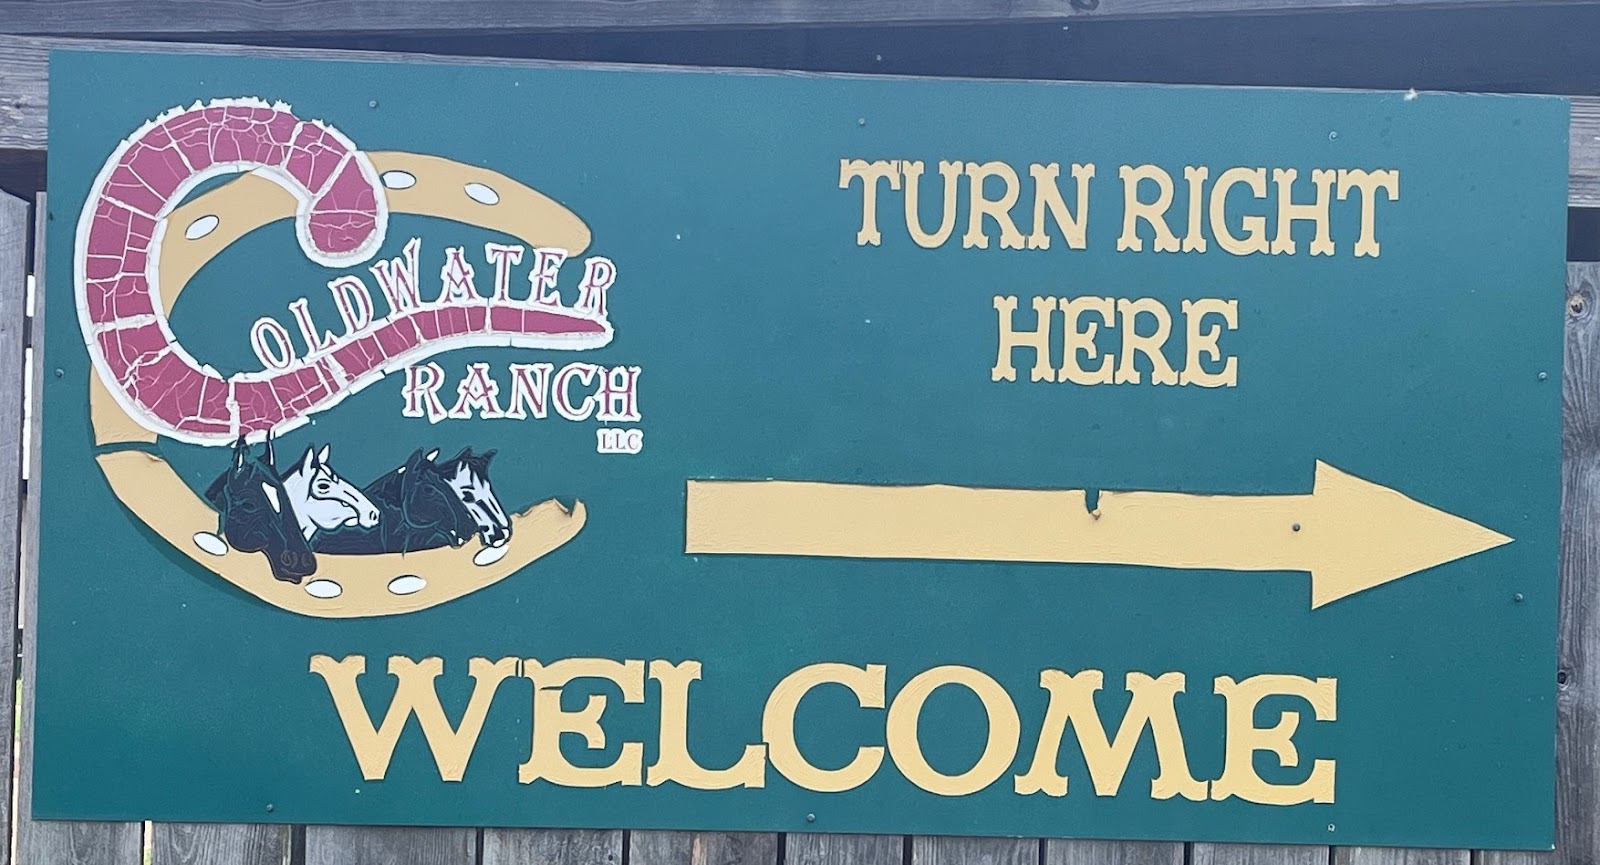 COLDWATER
RANCH
LLC
TURN RIGHT
HERE
WELCOME